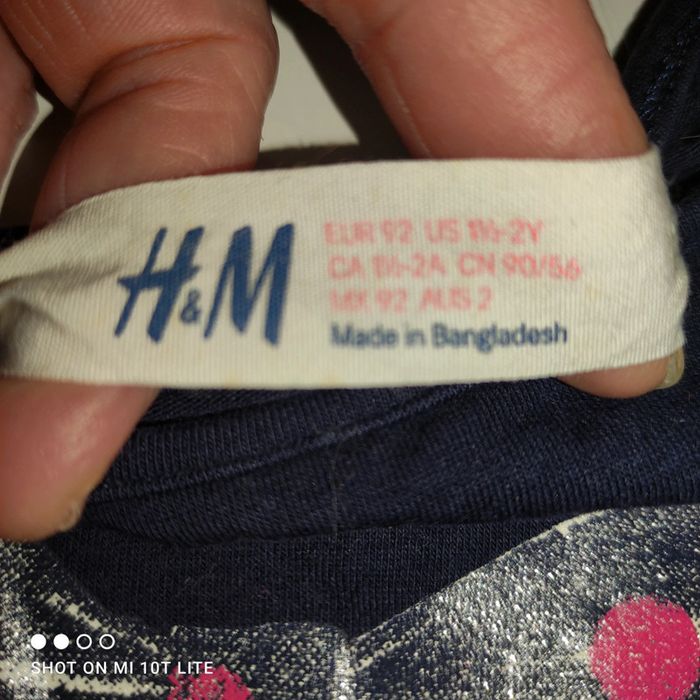 H&M
EUR 92 US 1½-2Y
CA 1½-2A CN 90/56
MX 92 AUS 2
Made in Bangladesh
SHOT ON MI 10T LITE